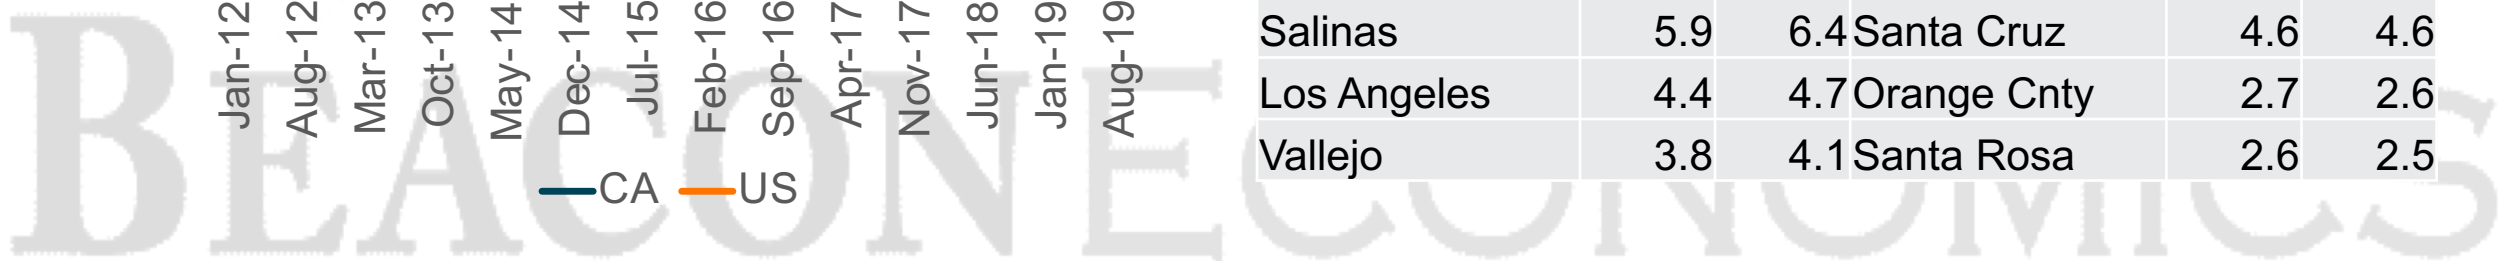 Jan-12 Aug-12 Mar-13 Oct-13 May-14 Dec-14 Jul-15 Feb-16 Sep-16 Apr-17 Nov-17 Jun-18 Jan-19 Aug-19
CA US
Salinas 5.9 6.4 Santa Cruz 4.6 4.6
Los Angeles 4.4 4.7 Orange Cnty 2.7 2.6
Vallejo 3.8 4.1 Santa Rosa 2.6 2.5
BEACON ECONOMICS